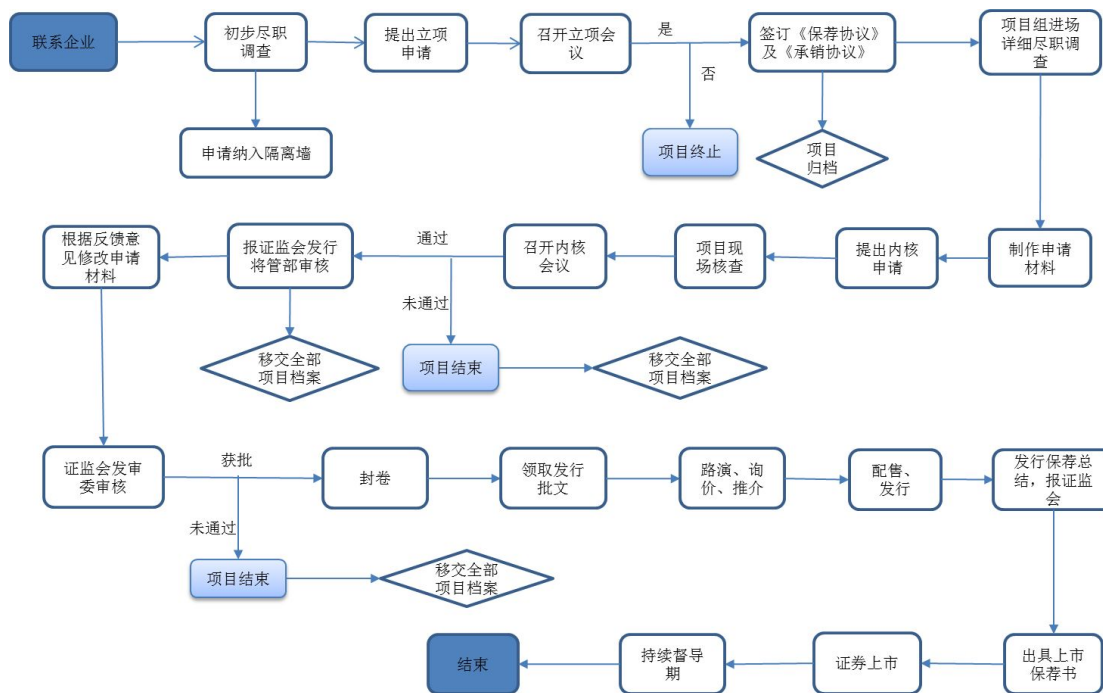 联系企业
初步尽职
调查
提出立项
申请
召开立项会议
是
否
签订《保荐协议》
及《承销协议》
项目组进场
详细尽职调
查
申请纳入隔离墙
项目终止
项目
归档
根据反馈意
见修改申请
材料
报证监会发行
将管部审核
通过
未通过
召开内核
会议
项目现
场核查
提出内核
申请
制作申请
材料
移交全部
项目档案
项目结束
移交全部
项目档案
证监会发审
委审核
获批
未通过
封卷
领取发行
批文
路演、询
价、推介
配售、
发行
发行保荐总
结，报证监
会
项目结束
移交全部
项目档案
结束
持续督导
期
证券上市
出具上市
保荐书